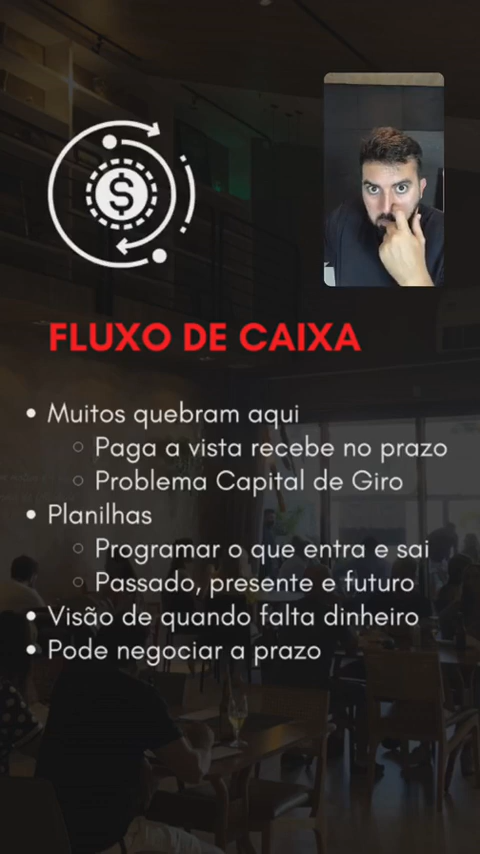 FLUXO DE CAIXA
• Muitos quebram aqui
○ Paga a vista recebe no prazo
○ Problema Capital de Giro
• Planilhas
○ Programar o que entra e sai
○ Passado, presente e futuro
• Visão de quando falta dinheiro
• Pode negociar a prazo